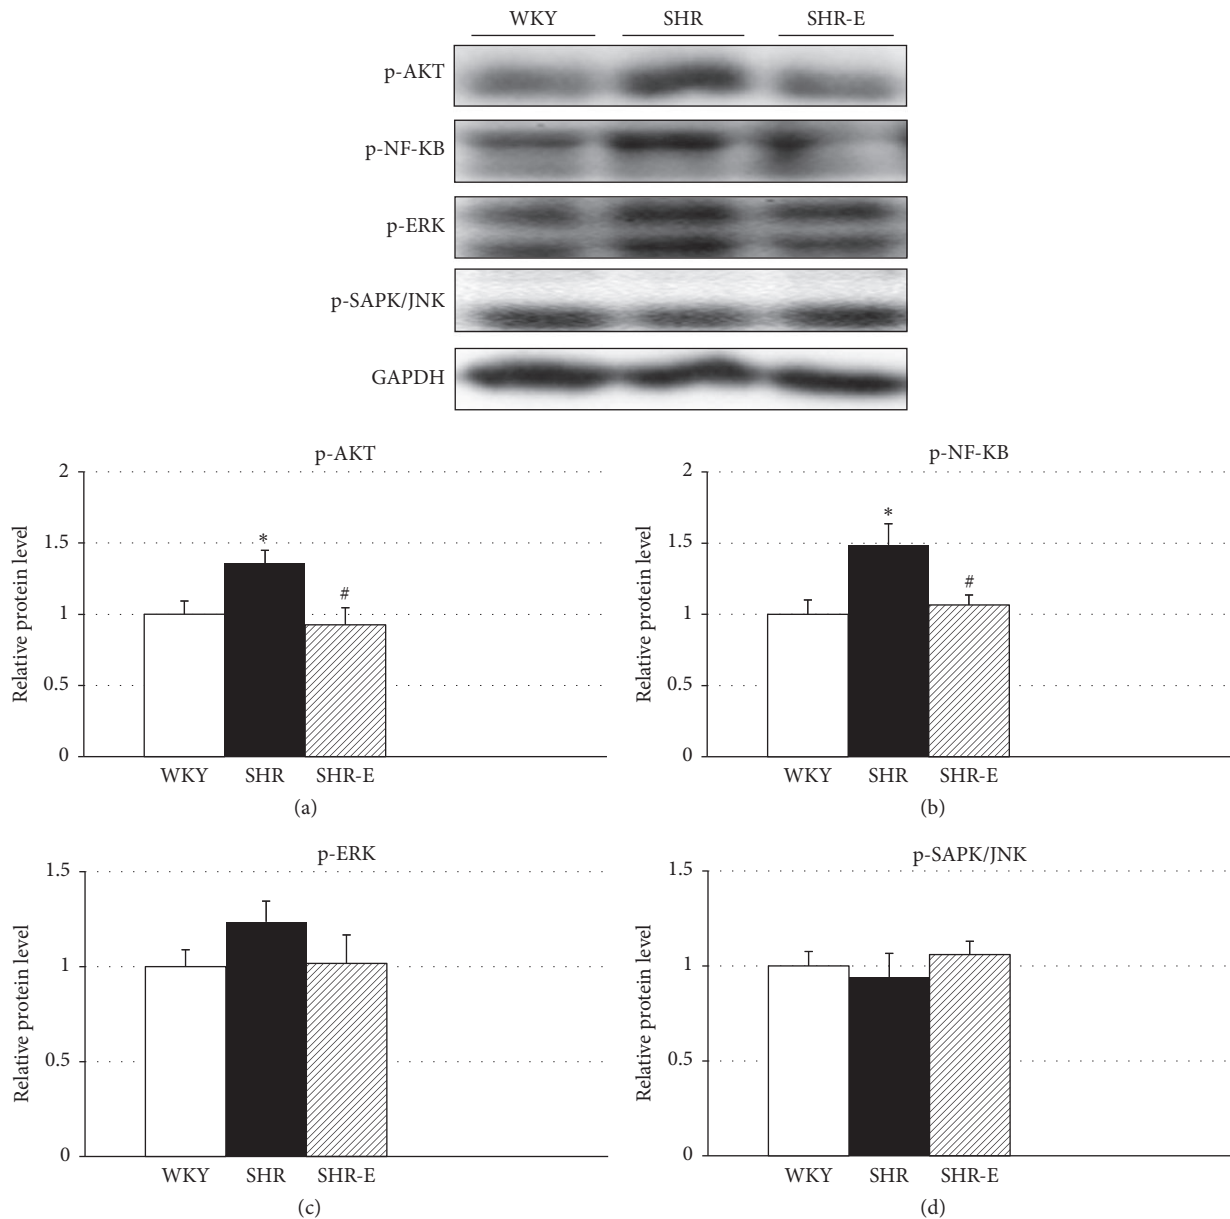 WKY SHR SHR-E
p-AKT
p-NF-KB
p-ERK
p-SAPK/JNK
GAPDH
p-AKT
2
1.5
1
0.5
0
Relative protein level
*
#
WKY SHR SHR-E
(a)
p-NF-KB
2
1.5
1
0.5
0
Relative protein level
*
#
WKY SHR SHR-E
(b)
p-ERK
1.5
1
0.5
0
Relative protein level
WKY SHR SHR-E
(c)
p-SAPK/JNK
1.5
1
0.5
0
Relative protein level
WKY SHR SHR-E
(d)